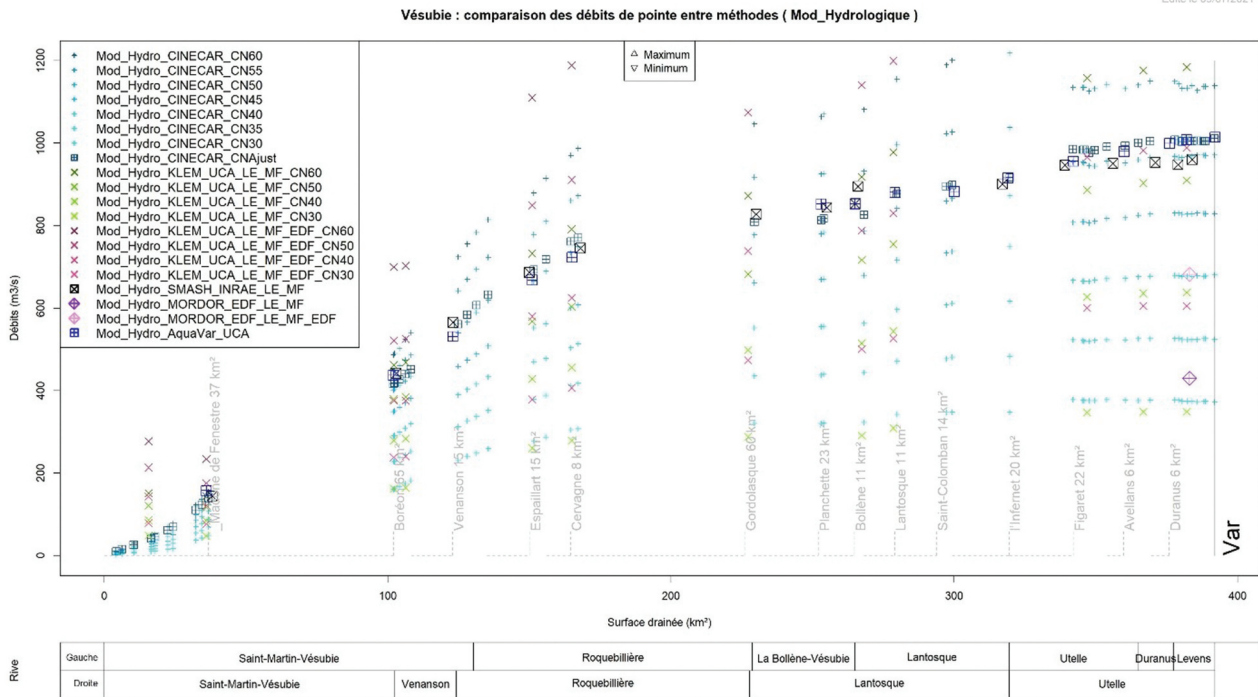 Edité le 09/07/2021
Vésubie : comparaison des débits de pointe entre méthodes ( Mod_Hydrologique )
Mod_Hydro_CINECAR_CN60
Mod_Hydro_CINECAR_CN55
Mod_Hydro_CINECAR_CN50
Mod_Hydro_CINECAR_CN45
Mod_Hydro_CINECAR_CN40
Mod_Hydro_CINECAR_CN35
Mod_Hydro_CINECAR_CN30
Mod_Hydro_CINECAR_CNAjust
Mod_Hydro_KLEM_UCA_LE_MF_CN60
Mod_Hydro_KLEM_UCA_LE_MF_CN50
Mod_Hydro_KLEM_UCA_LE_MF_CN40
Mod_Hydro_KLEM_UCA_LE_MF_CN30
Mod_Hydro_KLEM_UCA_LE_MF_EDF_CN60
Mod_Hydro_KLEM_UCA_LE_MF_EDF_CN50
Mod_Hydro_KLEM_UCA_LE_MF_EDF_CN40
Mod_Hydro_KLEM_UCA_LE_MF_EDF_CN30
Mod_Hydro_SMASH_INRAE_LE_MF
Mod_Hydro_MORDOR_EDF_LE_MF
Mod_Hydro_MORDOR_EDF_LE_MF_EDF
Mod_Hydro_AquaVar_UCA
Maximum
Minimum
Débits (m3/s)
1200
1000
800
600
400
200
0
de Fenestre 37 km²
Boréon 65 km²
Venanson 15 km²
Espaillart 15 km²
Cervagne 8 km²
Gordolasque 60 km²
Planchette 23 km²
Bollène 11 km²
Lantosque 11 km²
Saint-Colomban 14 km²
l'Infernet 20 km²
Figaret 22 km²
Avellans 6 km²
Duranus 6 km²
Var
0 100 200 300 400
Surface drainée (km²)
Rive
Gauche Saint-Martin-Vésubie Roquebillière La Bollène-Vésubie Lantosque Utelle Duranus Levens
Droite Saint-Martin-Vésubie Venanson Roquebillière Lantosque Utelle